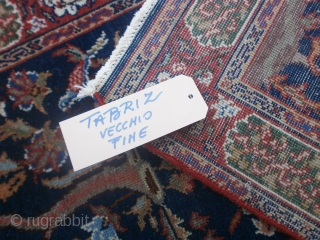 TABRIZ
VECCHIO
FINE
© rugrabbit.com